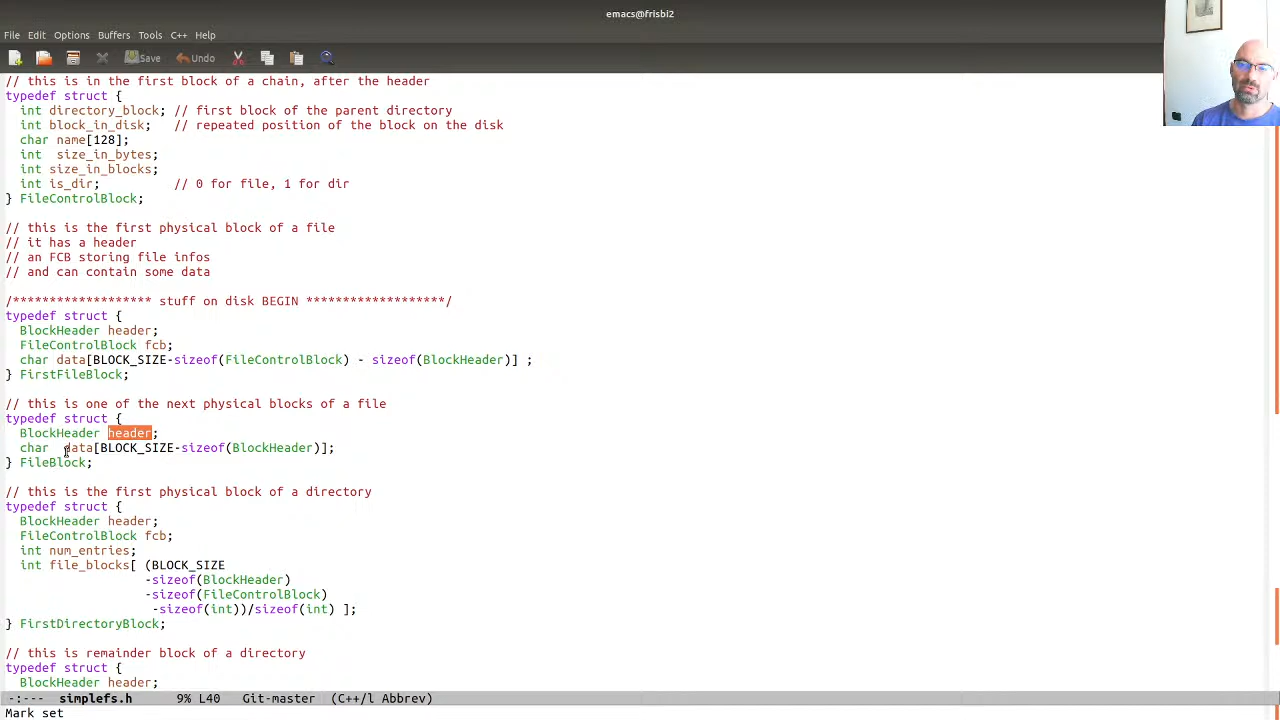 emacs@frisbi2
File Edit Options Buffers Tools C++ Help
Save Undo
// this is in the first block of a chain, after the header
typedef struct {
  int directory_block; // first block of the parent directory
  int block_in_disk;   // repeated position of the block on the disk
  char name[128];
  int  size_in_bytes;
  int size_in_blocks;
  int is_dir;          // 0 for file, 1 for dir
} FileControlBlock;
// this is the first physical block of a file
// it has a header
// an FCB storing file infos
// and can contain some data
/******************* stuff on disk BEGIN *******************/
typedef struct {
  BlockHeader header;
  FileControlBlock fcb;
  char data[BLOCK_SIZE-sizeof(FileControlBlock) - sizeof(BlockHeader)] ;
} FirstFileBlock;
// this is one of the next physical blocks of a file
typedef struct {
  BlockHeader header;
  char  data[BLOCK_SIZE-sizeof(BlockHeader)];
} FileBlock;
// this is the first physical block of a directory
typedef struct {
  BlockHeader header;
  FileControlBlock fcb;
  int num_entries;
  int file_blocks[ (BLOCK_SIZE
                   -sizeof(BlockHeader)
                   -sizeof(FileControlBlock)
                    -sizeof(int))/sizeof(int) ];
} FirstDirectoryBlock;
// this is remainder block of a directory
typedef struct {
  BlockHeader header;
-:---  simplefs.h      9% L40   Git-master  (C++/l Abbrev)
Mark set